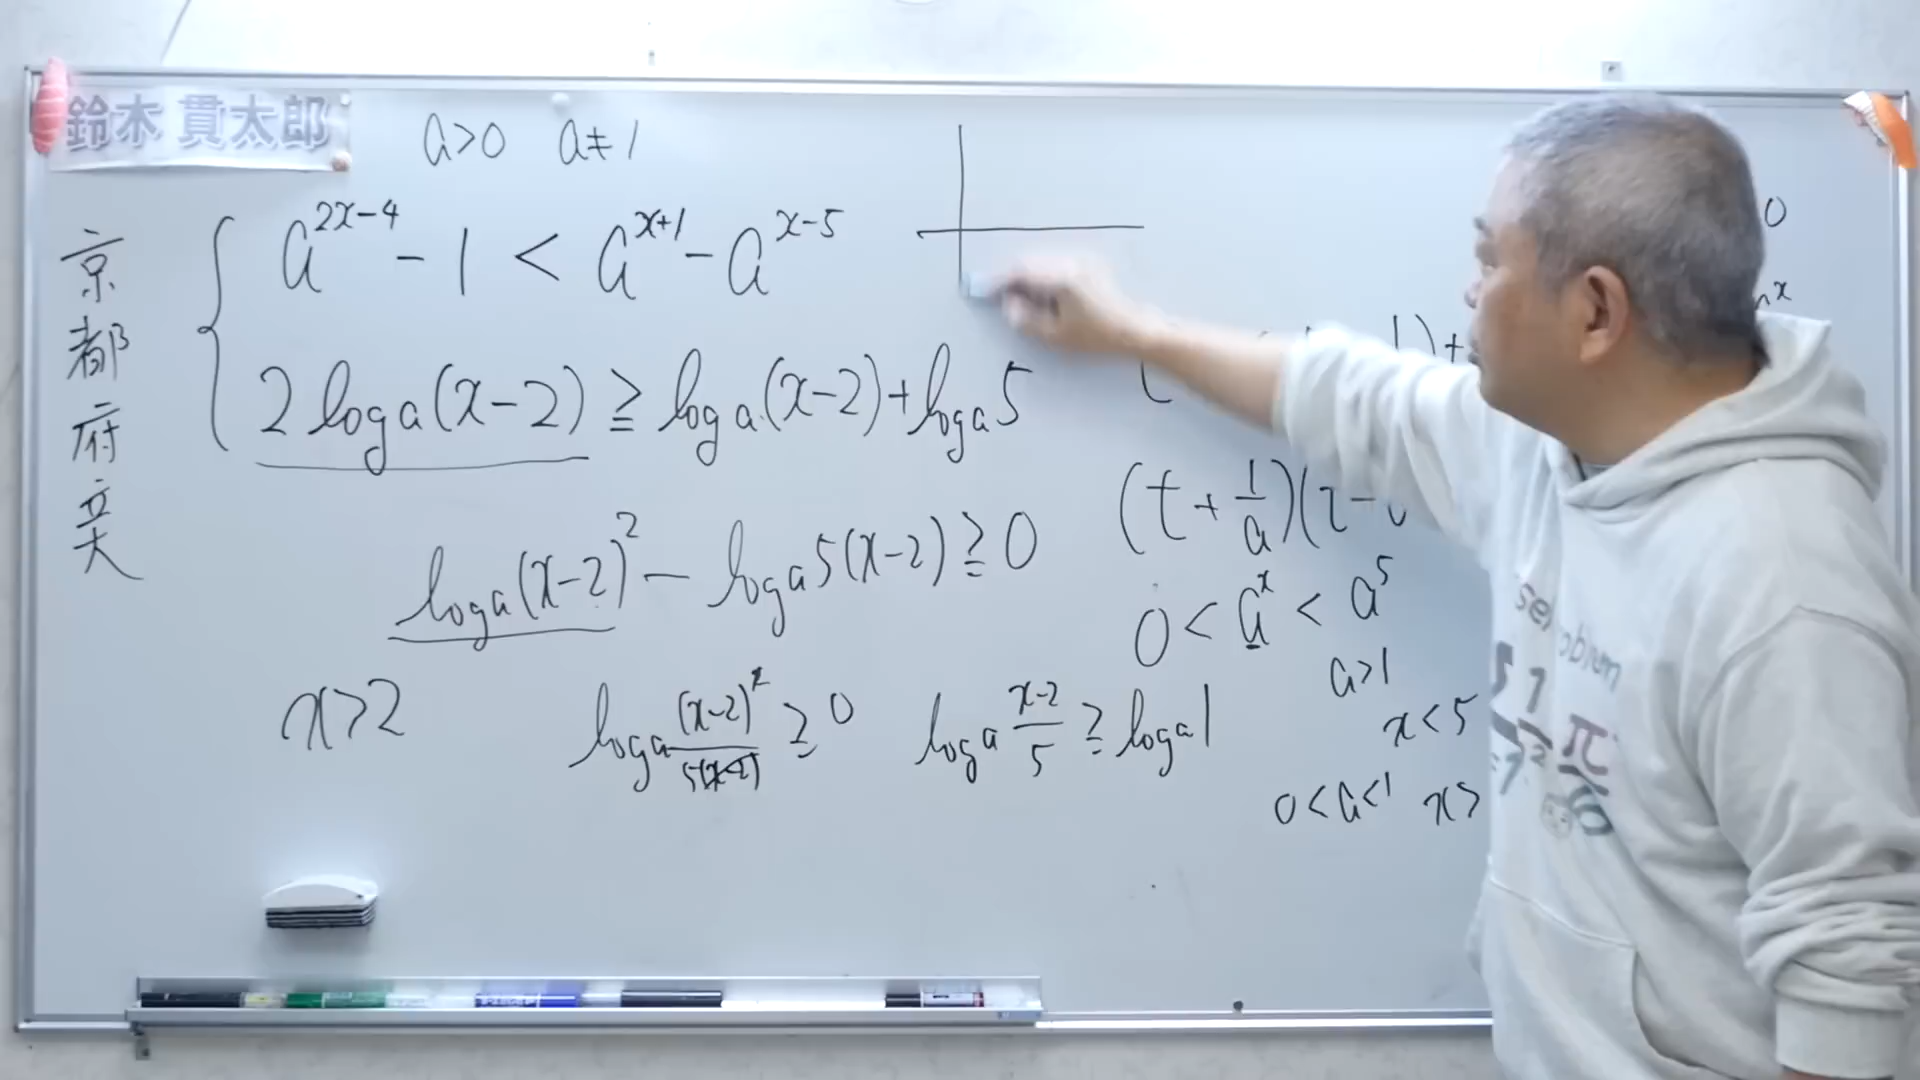 鈴木 貫太郎
京都府立大
a>0 a≠1
a^{2x-4} - 1 < a^{x+1} - a^{x-5}
2 log_a(x-2) ≧ log_a(x-2) + log_a 5
log_a(x-2)^2 - log_a 5(x-2) ≧ 0
x>2
log_a (x-2)^2/5(x-2) ≧ 0
log_a (x-2)/5 ≧ log_a 1
(t + 1/a)(t -
0 < a^x < a^5
a>1
x<5
0<a<1 x>